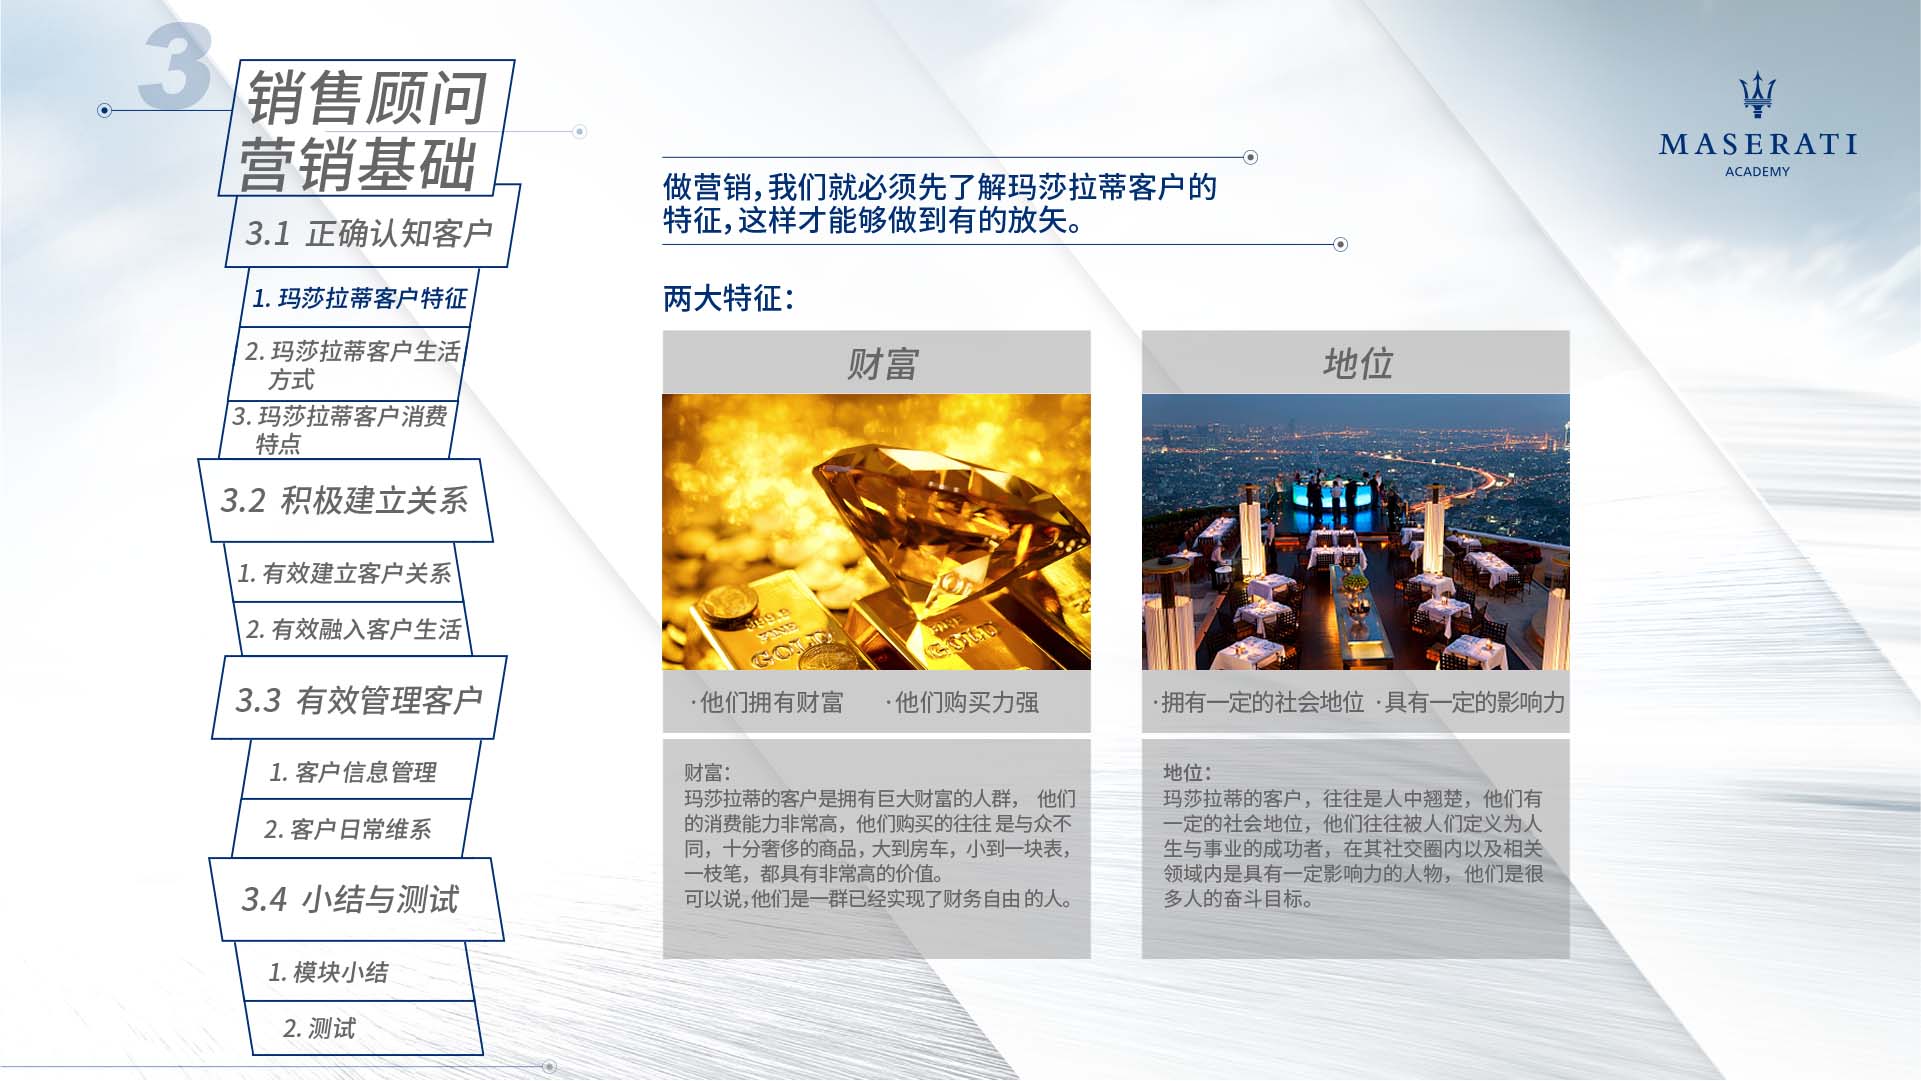 3
销售顾问
营销基础
3.1 正确认知客户
1. 玛莎拉蒂客户特征
2. 玛莎拉蒂客户生活
方式
3. 玛莎拉蒂客户消费
特点
3.2 积极建立关系
1. 有效建立客户关系
2. 有效融入客户生活
3.3 有效管理客户
1. 客户信息管理
2. 客户日常维系
3.4 小结与测试
1. 模块小结
2. 测试
MASERATI
ACADEMY
做营销，我们就必须先了解玛莎拉蒂客户的
特征，这样才能够做到有的放矢。
两大特征：
财富
999.9
FINE
GOLD
FINE
GOLD
·他们拥有财富 ·他们购买力强
财富：
玛莎拉蒂的客户是拥有巨大财富的人群， 他们
的消费能力非常高，他们购买的往往 是与众不
同，十分奢侈的商品，大到房车，小到一块表，
一枝笔，都具有非常高的价值。
可以说，他们是一群已经实现了财务自由 的人。
地位
·拥有一定的社会地位 ·具有一定的影响力
地位：
玛莎拉蒂的客户，往往是人中翘楚，他们有
一定的社会地位，他们往往被人们定义为人
生与事业的成功者，在其社交圈内以及相关
领域内是具有一定影响力的人物，他们是很
多人的奋斗目标。